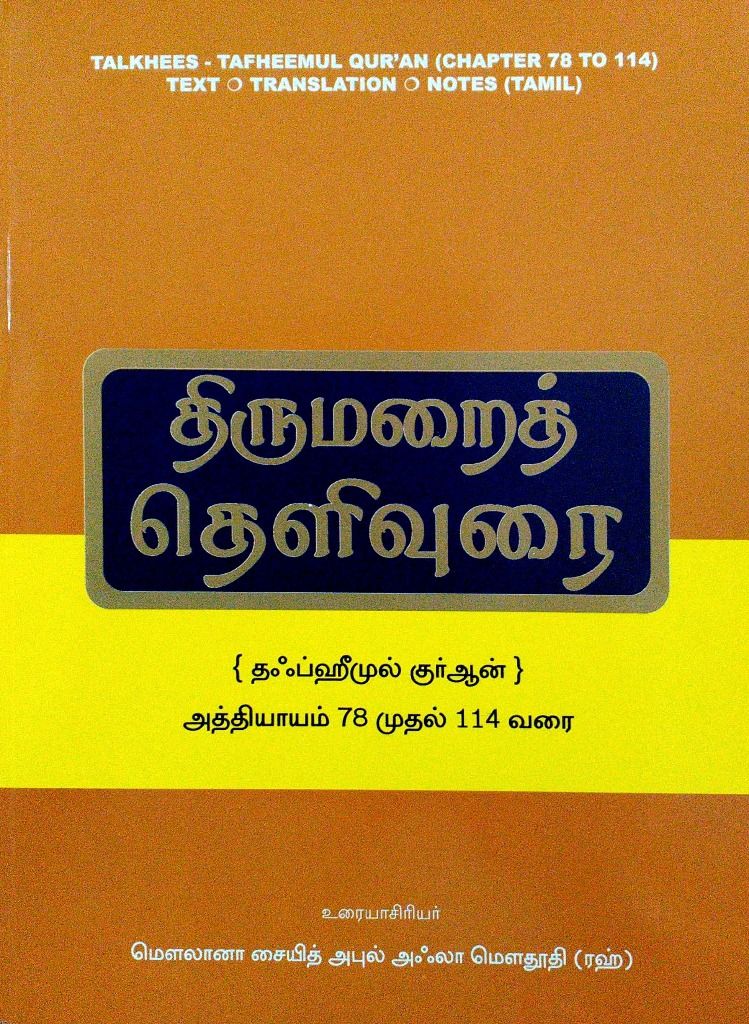 TALKHEES - TAFHEEMUL QUR'AN (CHAPTER 78 TO 114)
TEXT ❍ TRANSLATION ❍ NOTES (TAMIL)
திருமறைத்
தெளிவுரை
{ தஃப்ஹீமுல் குர்ஆன் }
அத்தியாயம் 78 முதல் 114 வரை
உரையாசிரியர்
மௌலானா சையித் அபுல் அஃலா மௌதூதி (ரஹ்)